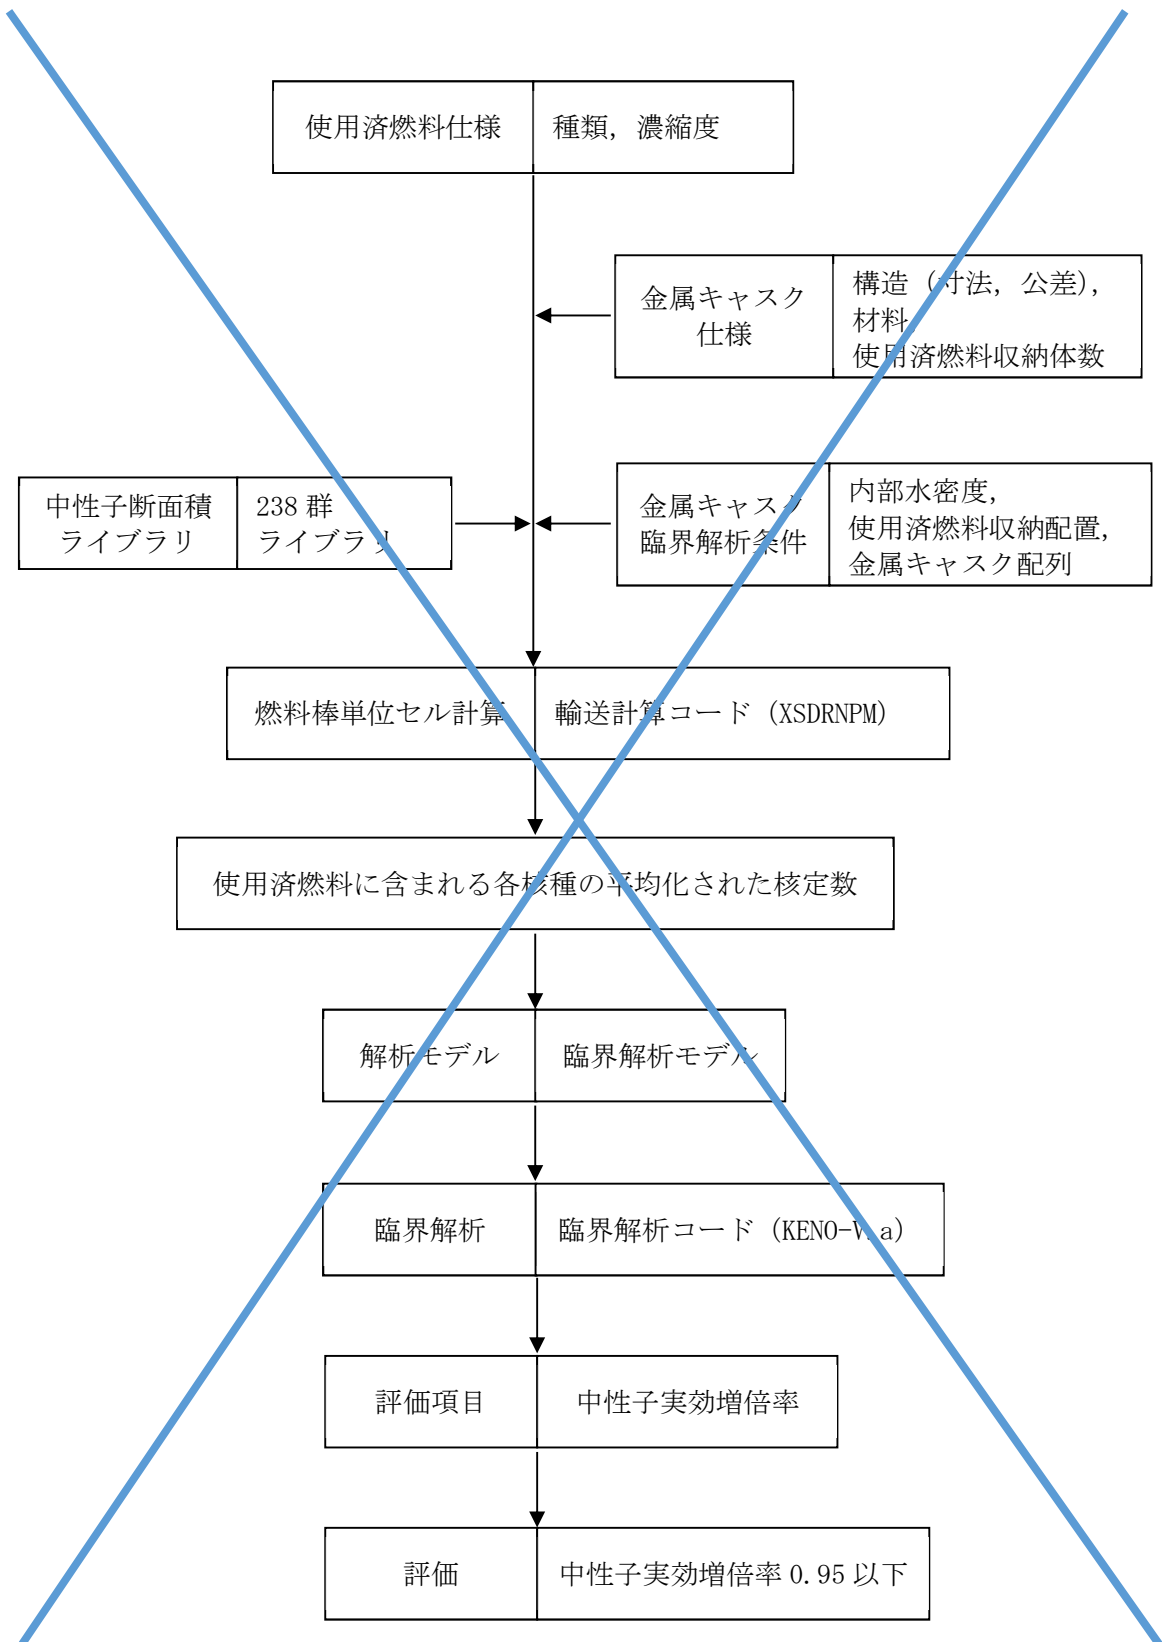 使用済燃料仕様 種類, 濃縮度
金属キャスク
仕様
構造 (寸法, 公差),
材料,
使用済燃料収納体数
中性子断面積
ライブラリ
238 群
ライブラリ
金属キャスク
臨界解析条件
内部水密度,
使用済燃料収納配置,
金属キャスク配列
燃料棒単位セル計算 輸送計算コード (XSDRNPM)
使用済燃料に含まれる各核種の平均化された核定数
解析モデル 臨界解析モデル
臨界解析 臨界解析コード (KENO-V.a)
評価項目 中性子実効増倍率
評価 中性子実効増倍率 0.95 以下